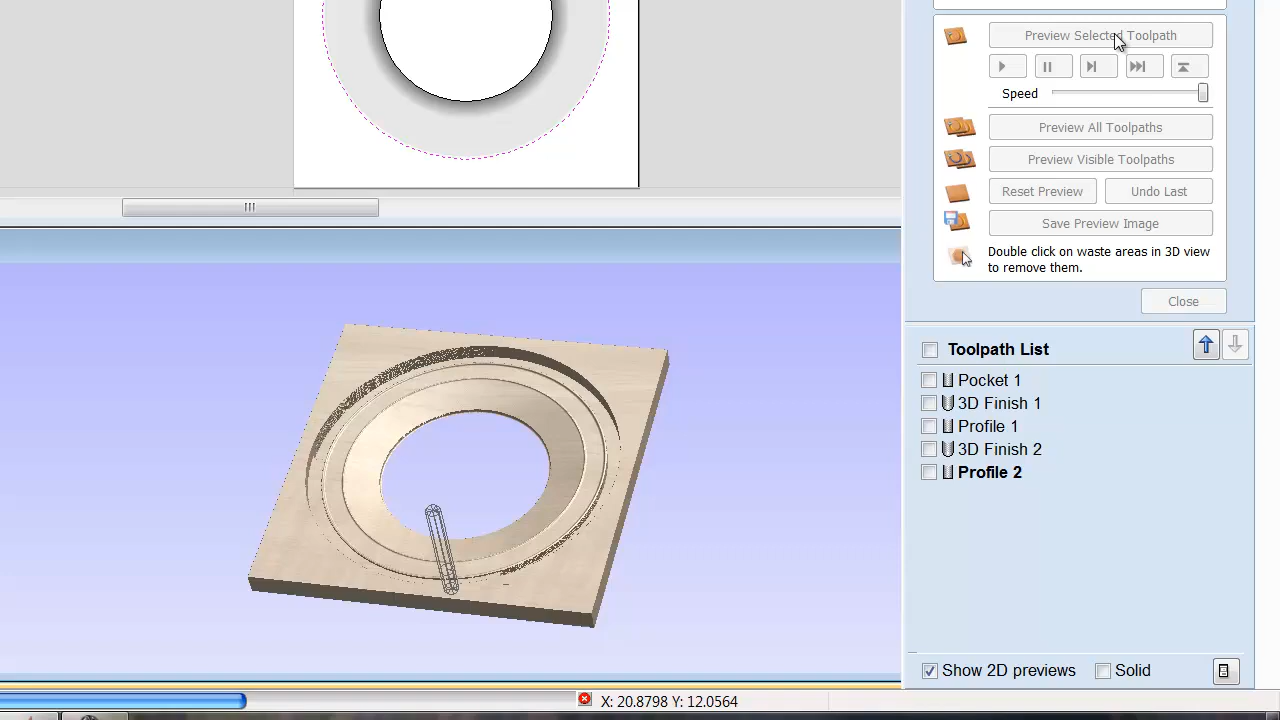 Preview Selected Toolpath
Speed
Preview All Toolpaths
Preview Visible Toolpaths
Reset Preview Undo Last
Save Preview Image
Double click on waste areas in 3D view
to remove them.
Close
Toolpath List
Pocket 1
3D Finish 1
Profile 1
3D Finish 2
Profile 2
Show 2D previews Solid
X: 20.8798 Y: 12.0564